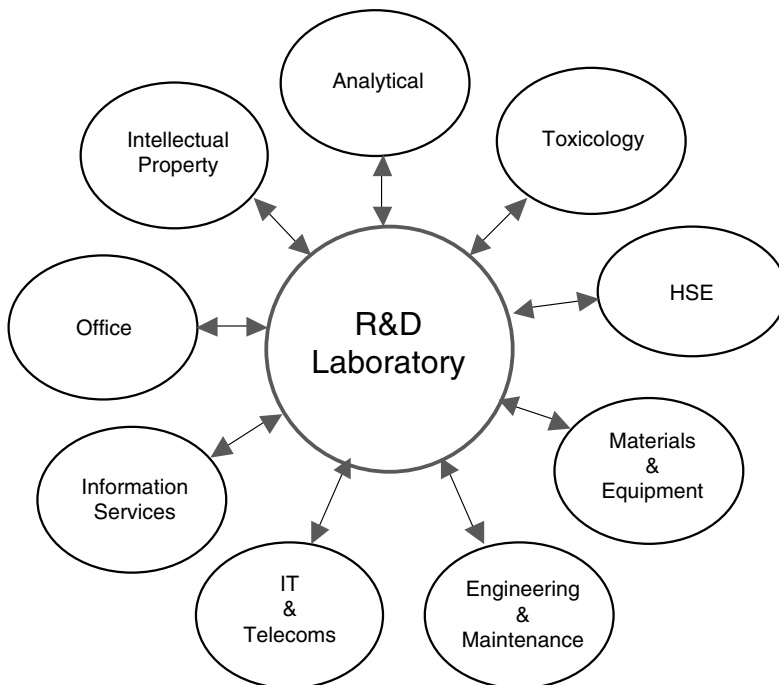 Analytical
Intellectual
Property
Toxicology
Office
R&D
Laboratory
HSE
Information
Services
Materials
&
Equipment
IT
&
Telecoms
Engineering
&
Maintenance